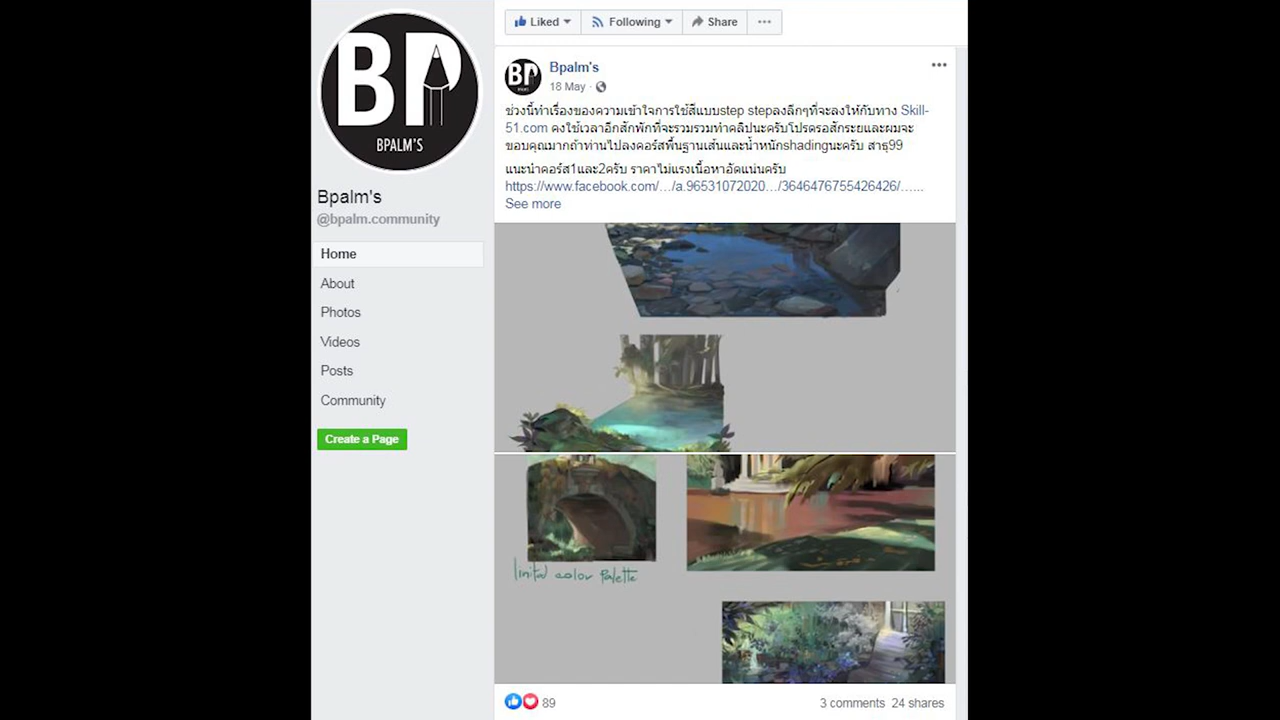 Liked
Following
Share
BP
BPALM'S
Bpalm's
@bpalm.community
Home
About
Photos
Videos
Posts
Community
Create a Page
BP
Bpalm's
18 May
ช่วงนี้ทำเรื่องของความเข้าใจการใช้สีแบบstep stepลงลึกๆที่จะลงให้กับทาง Skill-
51.com คงใช้เวลาอีกสักพักที่จะรวมรวมทำคลิปนะครับโปรดรอสักระยและผมจะ
ขอบคุณมากถ้าท่านไปลงคอร์สพื้นฐานเส้นและน้ำหนักshadingนะครับ สาธุ99
แนะนำคอร์ส1และ2ครับ ราคาไม่แรงเนื้อหาอัดแน่นครับ
https://www.facebook.com/…/a.96531072020…/3646476755426426/…...
See more
limited color palette
89
3 comments 24 shares